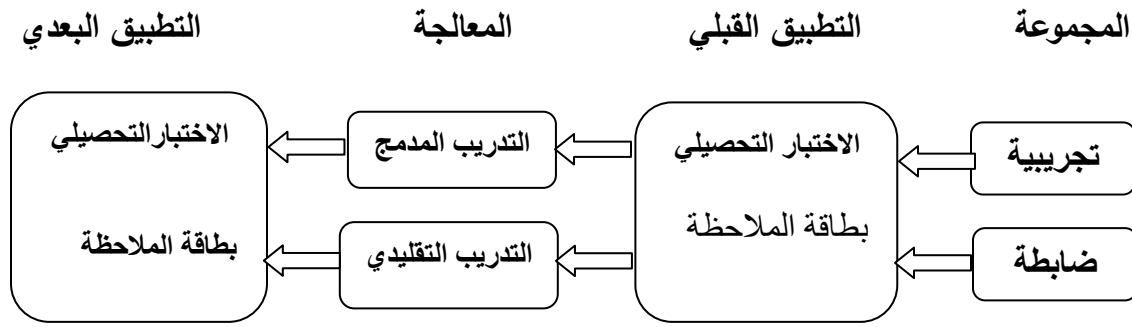 المجموعة التطبيق القبلي المعالجة التطبيق البعدي
تجريبية
الاختبار التحصيلي
التدريب المدمج
الاختبارالتحصيلي
ضابطة
بطاقة الملاحظة
التدريب التقليدي
بطاقة الملاحظة